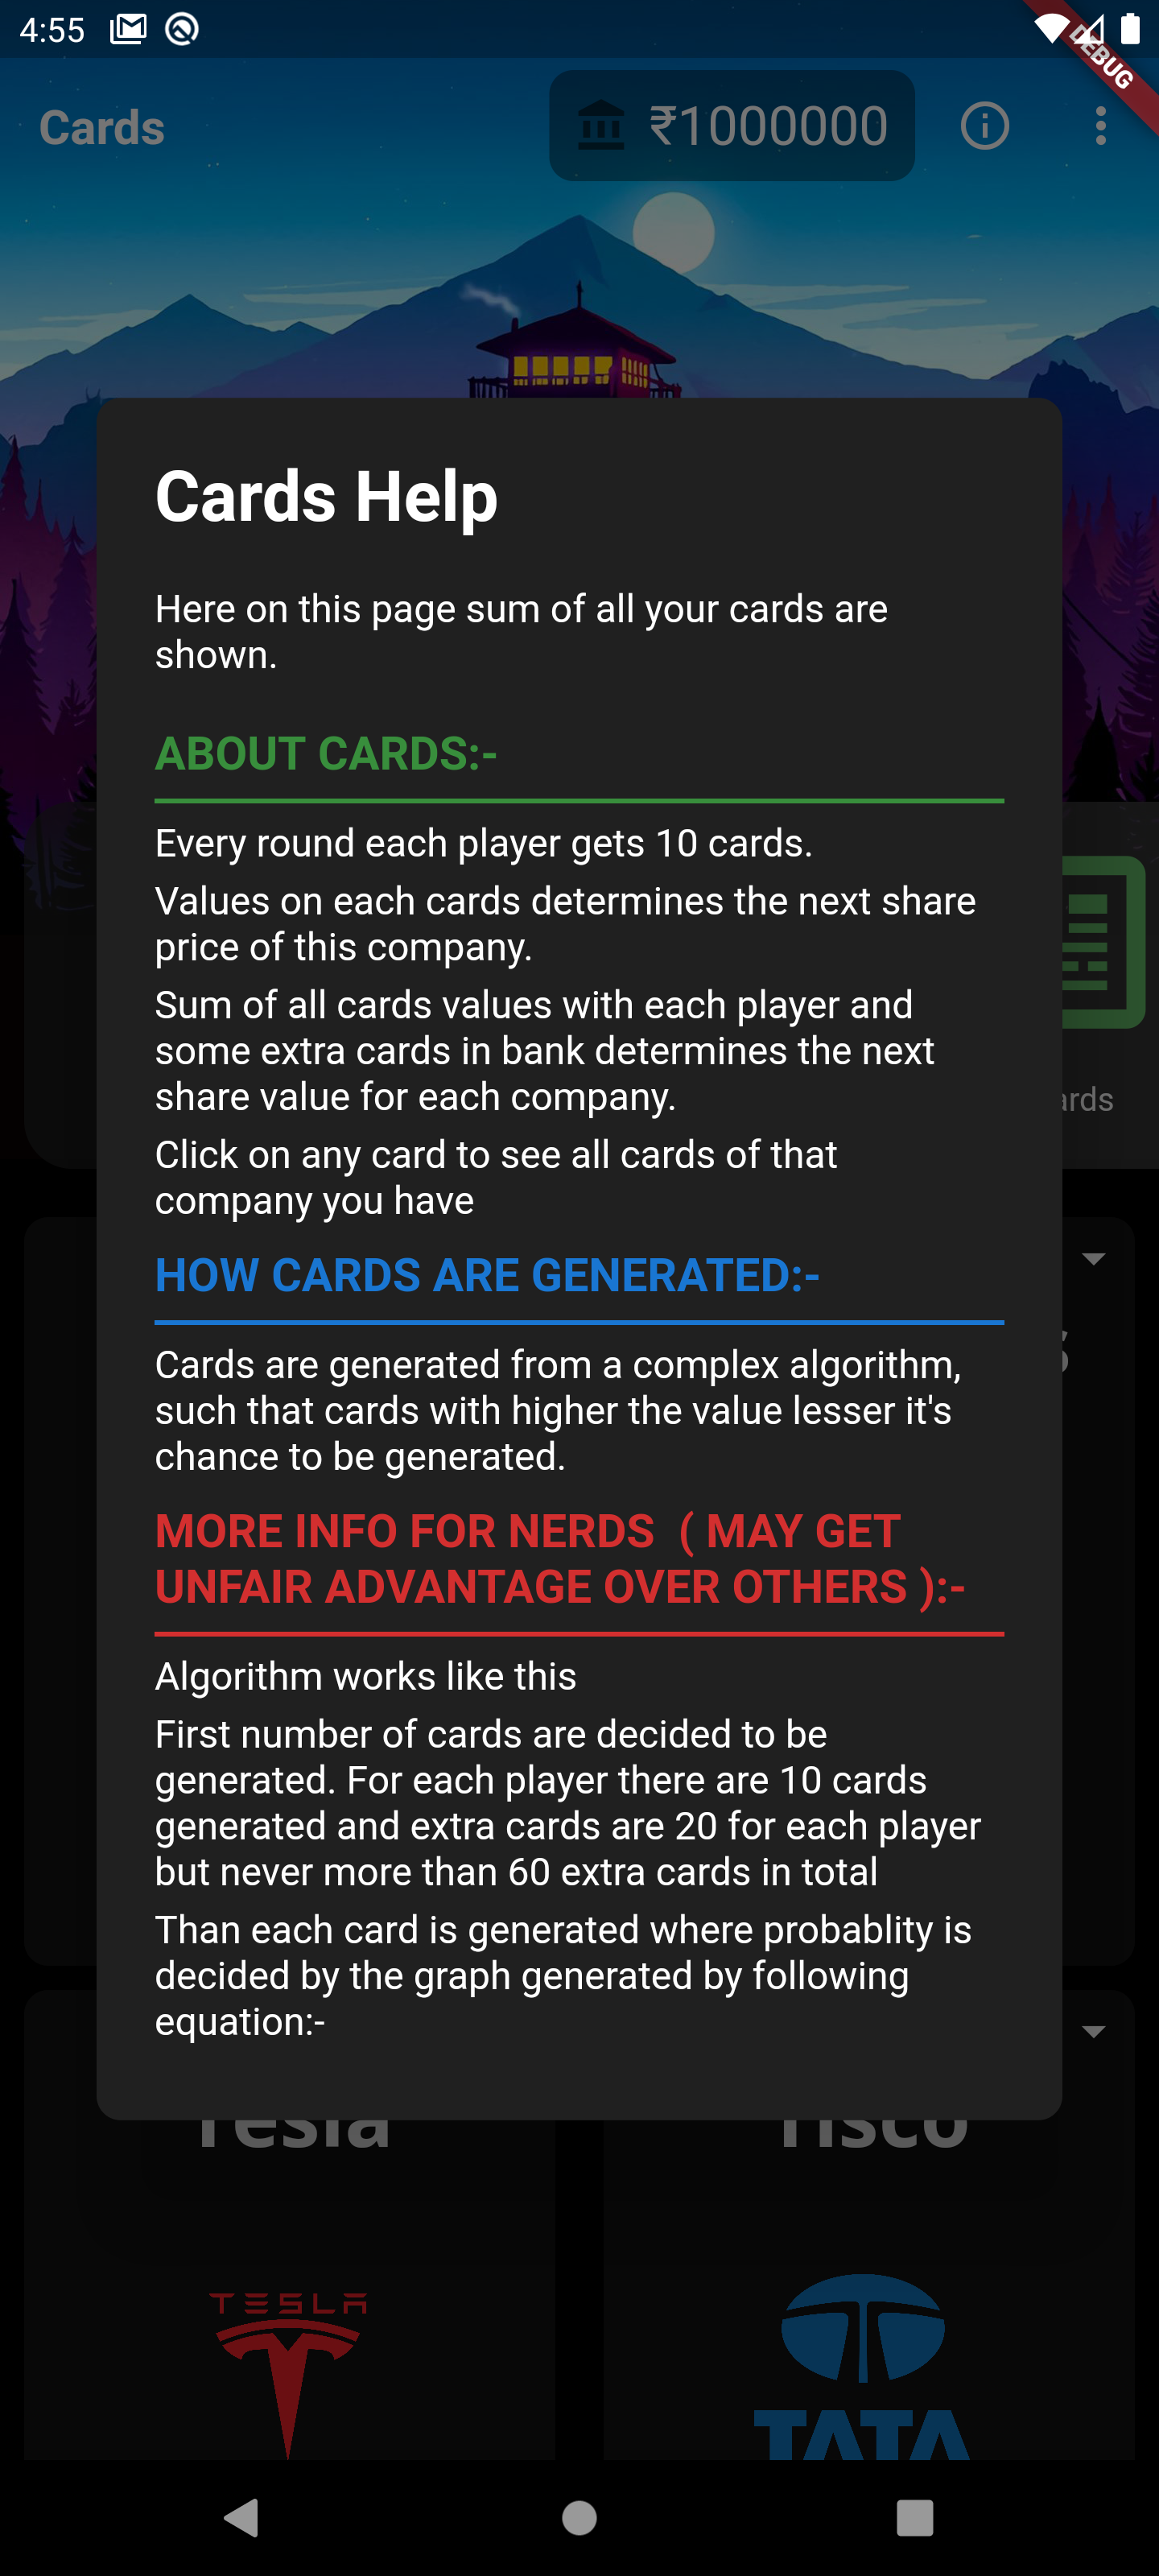 4:55
DEBUG
Cards
₹1000000
Cards Help
Here on this page sum of all your cards are
shown.
ABOUT CARDS:-
Every round each player gets 10 cards.
Values on each cards determines the next share
price of this company.
Sum of all cards values with each player and
some extra cards in bank determines the next
share value for each company.
Click on any card to see all cards of that
company you have
HOW CARDS ARE GENERATED:-
Cards are generated from a complex algorithm,
such that cards with higher the value lesser it's
chance to be generated.
MORE INFO FOR NERDS ( MAY GET
UNFAIR ADVANTAGE OVER OTHERS ):-
Algorithm works like this
First number of cards are decided to be
generated. For each player there are 10 cards
generated and extra cards are 20 for each player
but never more than 60 extra cards in total
Than each card is generated where probablity is
decided by the graph generated by following
equation:-
Tesla
Tisco
TESLA
TATA